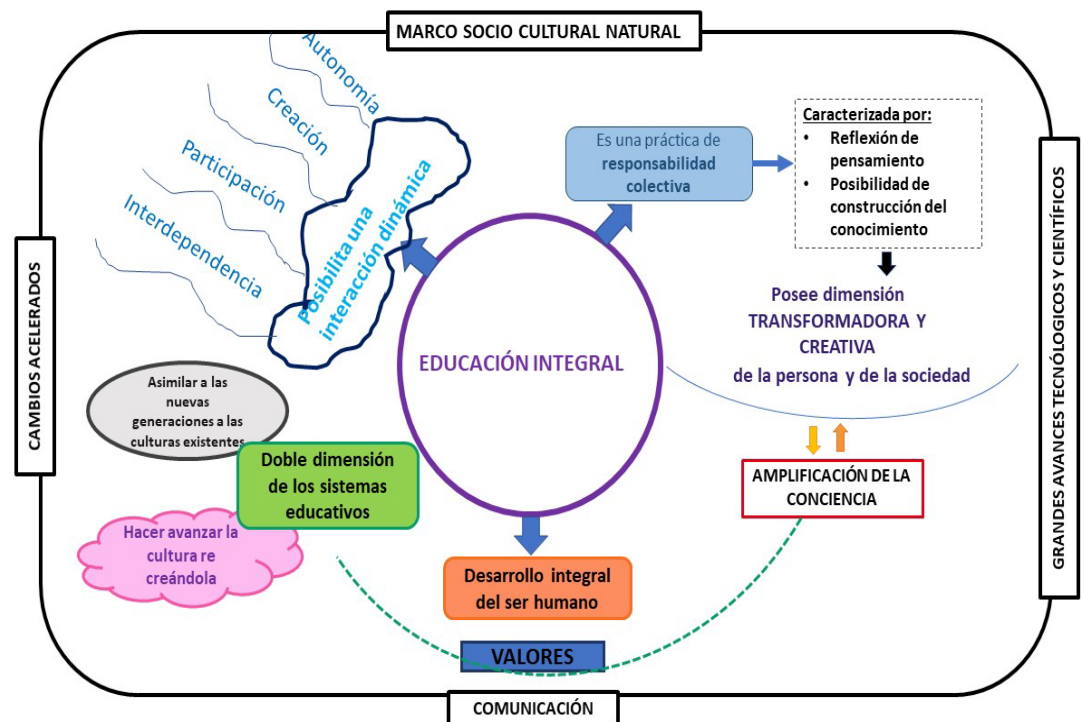 MARCO SOCIO CULTURAL NATURAL
Autonomía
Creación
Participación
Interdependencia
Posibilita una
interacción dinámica
Es una práctica de
responsabilidad
colectiva
Caracterizada por:
• Reflexión de
pensamiento
• Posibilidad de
construcción del
conocimiento
Posee dimensión
TRANSFORMADORA Y
CREATIVA
de la persona y de la sociedad
EDUCACIÓN INTEGRAL
CAMBIOS ACELERADOS
GRANDES AVANCES TECNÓLOGICOS Y CIENTÍFICOS
Asimilar a las
nuevas
generaciones a las
culturas existentes
Doble dimensión
de los sistemas
educativos
Hacer avanzar la
cultura re
creándola
AMPLIFICACIÓN DE LA
CONCIENCIA
Desarrollo integral
del ser humano
VALORES
COMUNICACIÓN